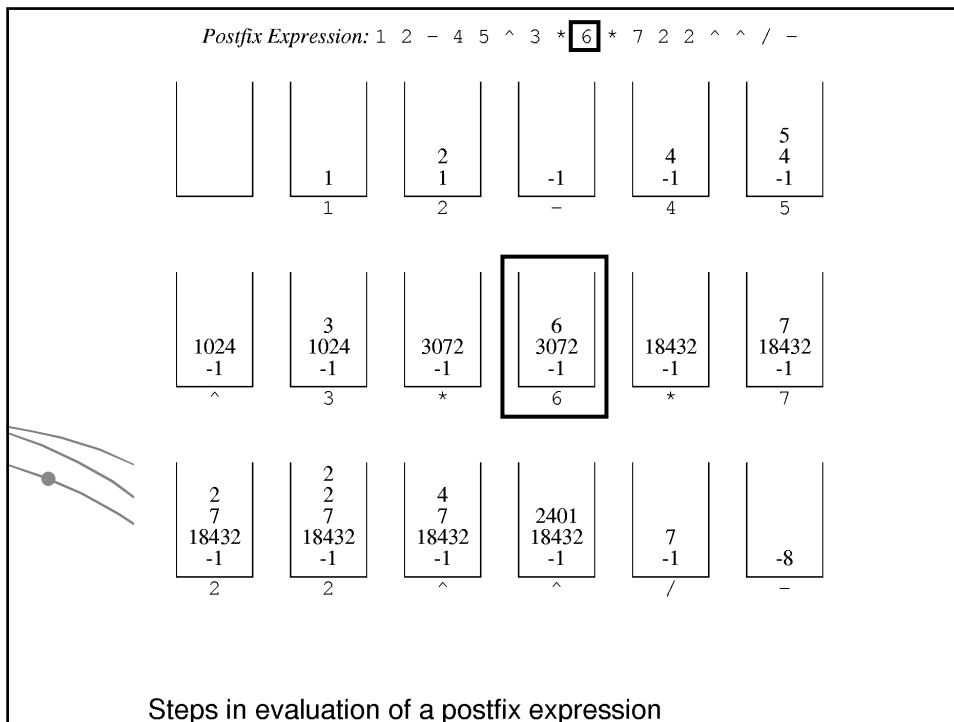 Postfix Expression: 1 2 – 4 5 ^ 3 * 6 * 7 2 2 ^ ^ / –
5
2 4 4
1 1 -1 -1 -1
1 2 – 4 5
3 6 7
1024 1024 3072 3072 18432 18432
-1 -1 -1 -1 -1 -1
^ 3 * 6 * 7
2
2 2 4
7 7 7 2401
18432 18432 18432 18432 7
-1 -1 -1 -1 -1 -8
2 2 ^ ^ / –
Steps in evaluation of a postfix expression